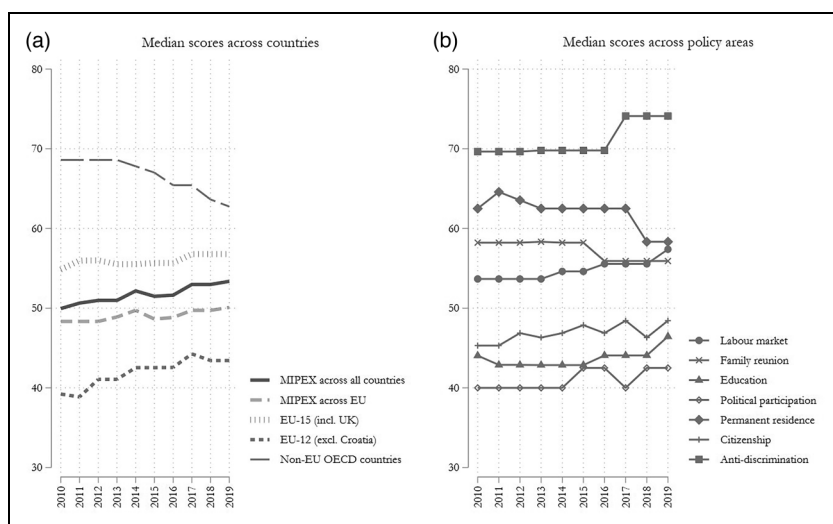 (a)
Median scores across countries
80
70
60
50
40
30
2010
2011
2012
2013
2014
2015
2016
2017
2018
2019
MIPEX across all countries
MIPEX across EU
EU-15 (incl. UK)
EU-12 (excl. Croatia)
Non-EU OECD countries
(b)
Median scores across policy areas
80
70
60
50
40
30
2010
2011
2012
2013
2014
2015
2016
2017
2018
2019
Labour market
Family reunion
Education
Political participation
Permanent residence
Citizenship
Anti-discrimination